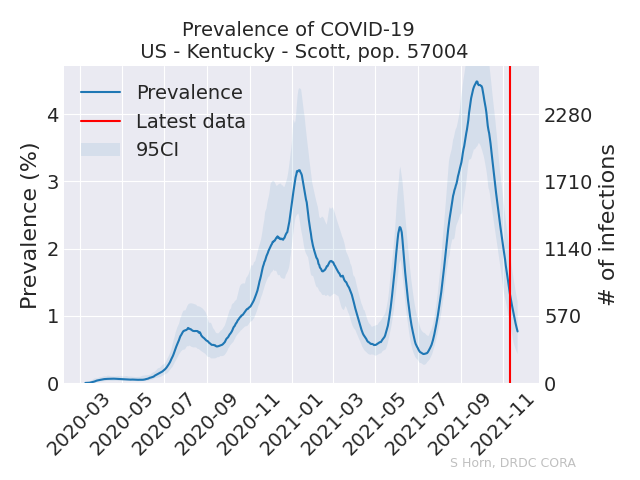 Prevalence of COVID-19
US - Kentucky - Scott, pop. 57004
Prevalence
Latest data
95CI
Prevalence (%)
4
3
2
1
0
# of infections
2280
1710
1140
570
0
2020-03
2020-05
2020-07
2020-09
2020-11
2021-01
2021-03
2021-05
2021-07
2021-09
2021-11
S Horn, DRDC CORA